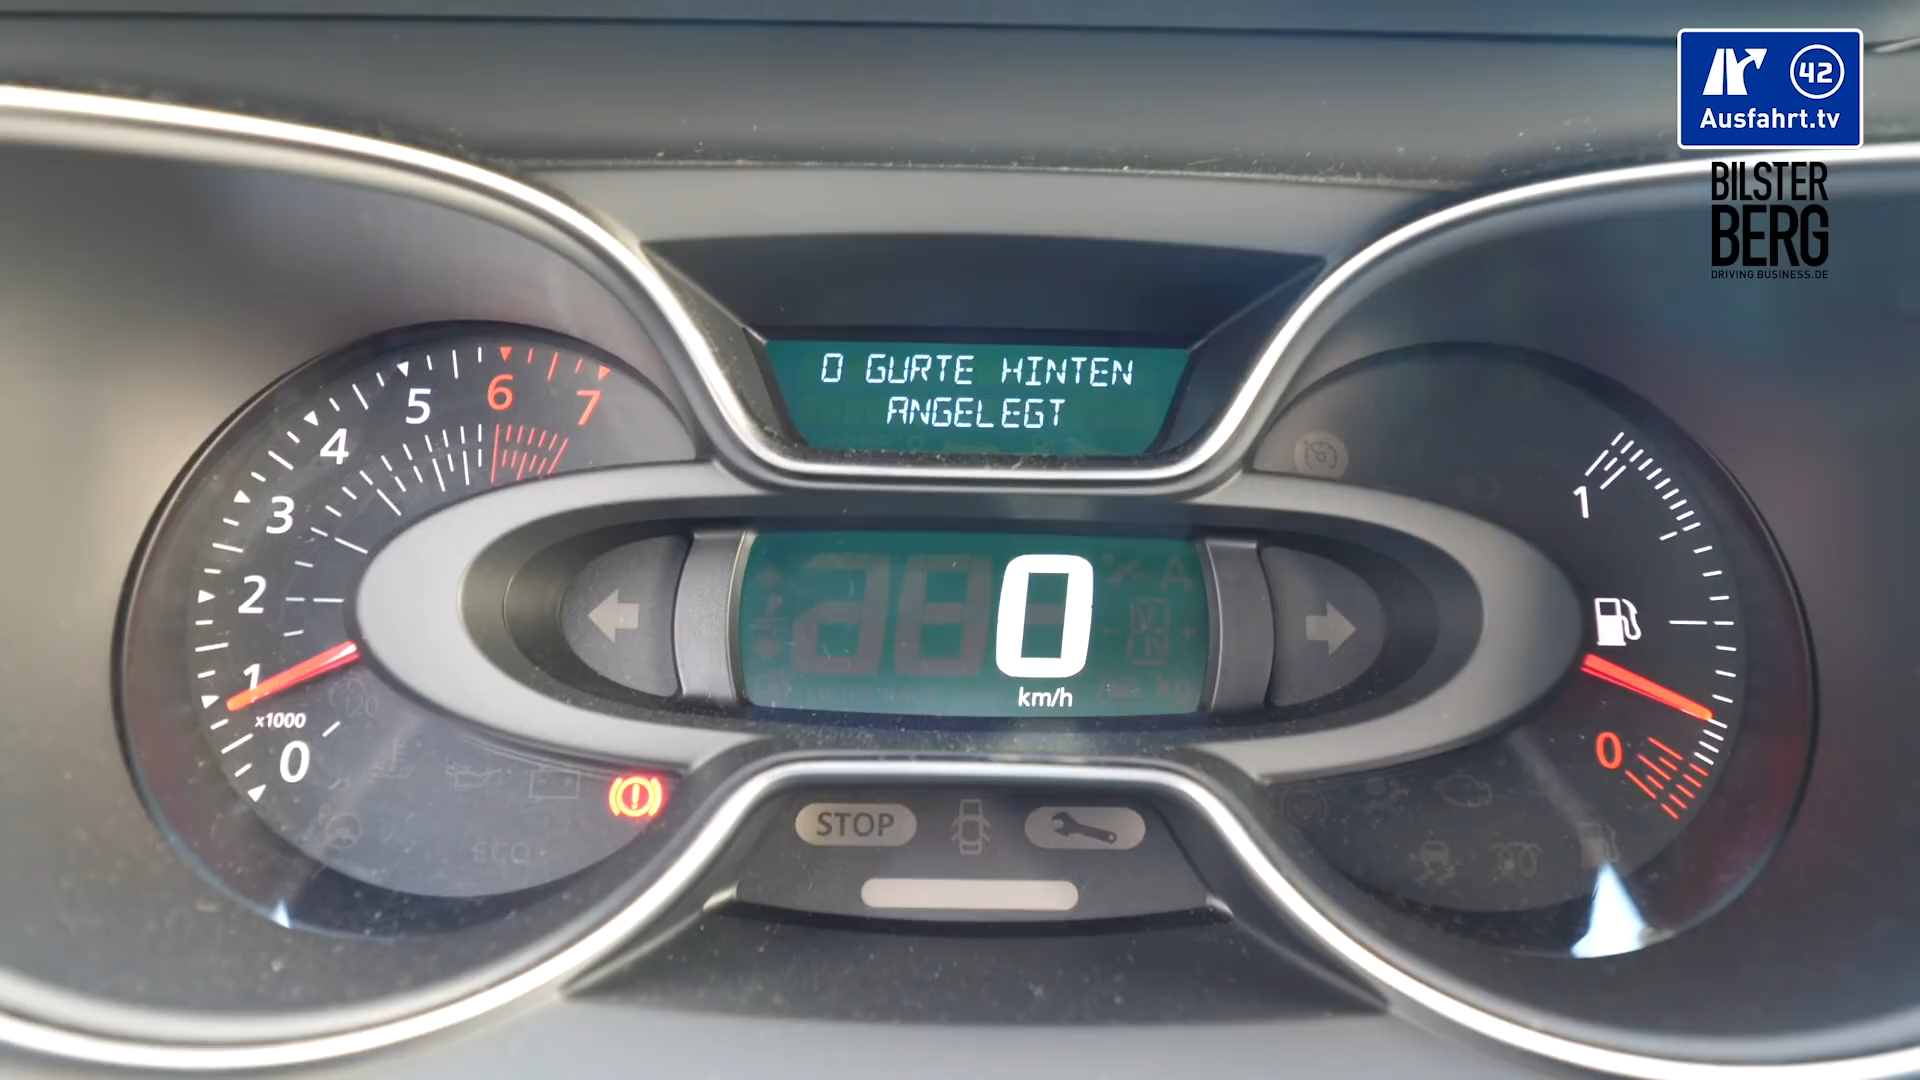 42
Ausfahrt.tv
BILSTER
BERG
DRIVING BUSINESS.DE
0 GURTE HINTEN
ANGELEGT
7
6
5
4
3
2
1
x1000
0
0
km/h
A
1
0
STOP
ECO